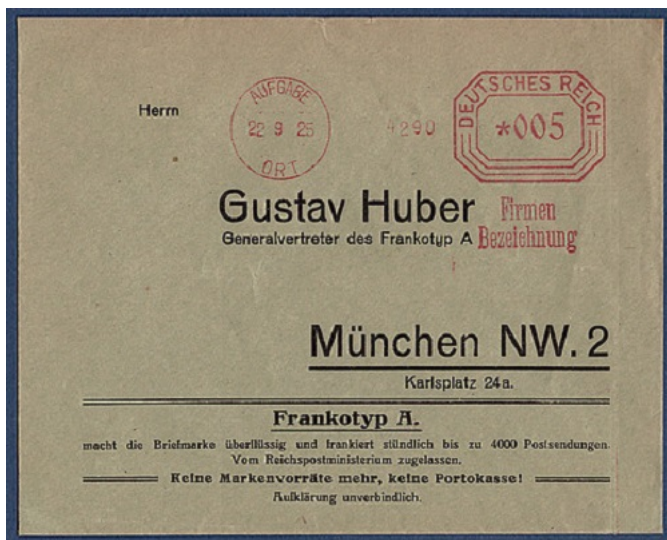 AUFGABE
22 9 25
ORT
4290
DEUTSCHES REICH
*005
Herrn
Gustav Huber
Generalvertreter des Frankotyp A
Firmen
Bezeichnung
München NW. 2
Karlsplatz 24a.
Frankotyp A.
macht die Briefmarke überflüssig und frankiert stündlich bis zu 4000 Postsendungen.
Vom Reichspostministerium zugelassen.
Keine Markenvorräte mehr, keine Portokasse!
Aufklärung unverbindlich.